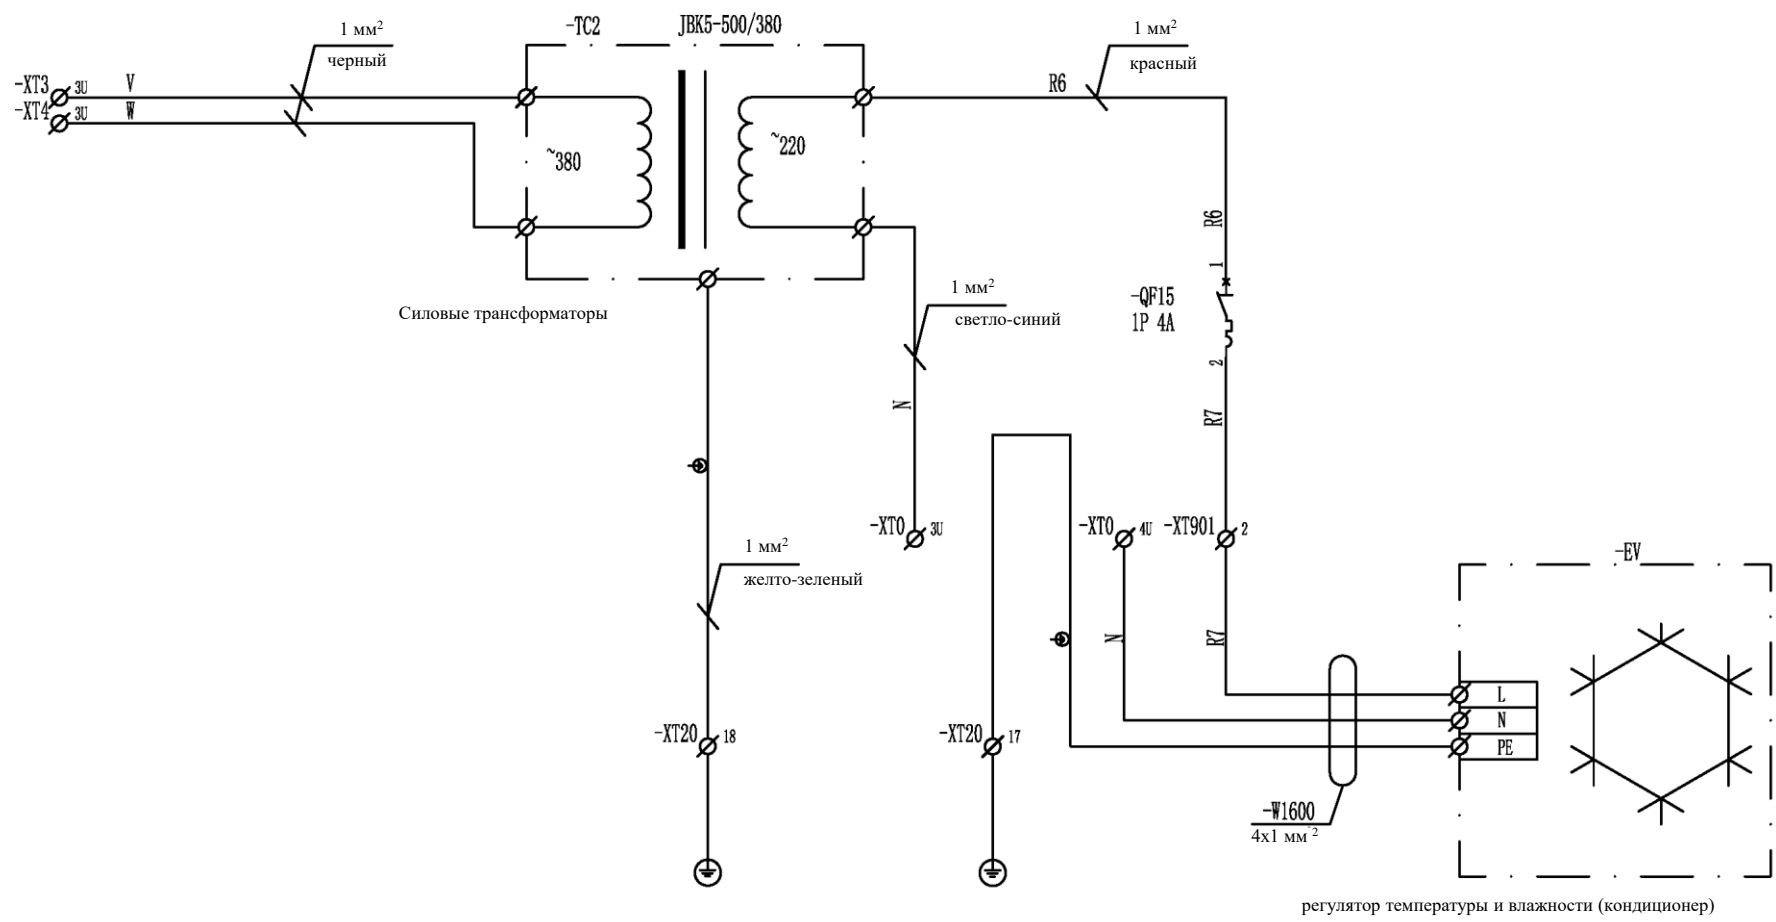 -TC2 JBK5-500/380
1 мм²
черный
1 мм²
красный
-XT3 3U V
-XT4 3U W
R6
~380
~220
R6
1
-QF15
1P 4A
2
1 мм²
светло-синий
Силовые трансформаторы
N
R7
-XT0 3U
-XT0 4U
-XT901 2
1 мм²
желто-зеленый
-EV
N
R7
-XT20 18
-XT20 17
L
N
PE
-W1600
4x1 мм²
регулятор температуры и влажности (кондиционер)